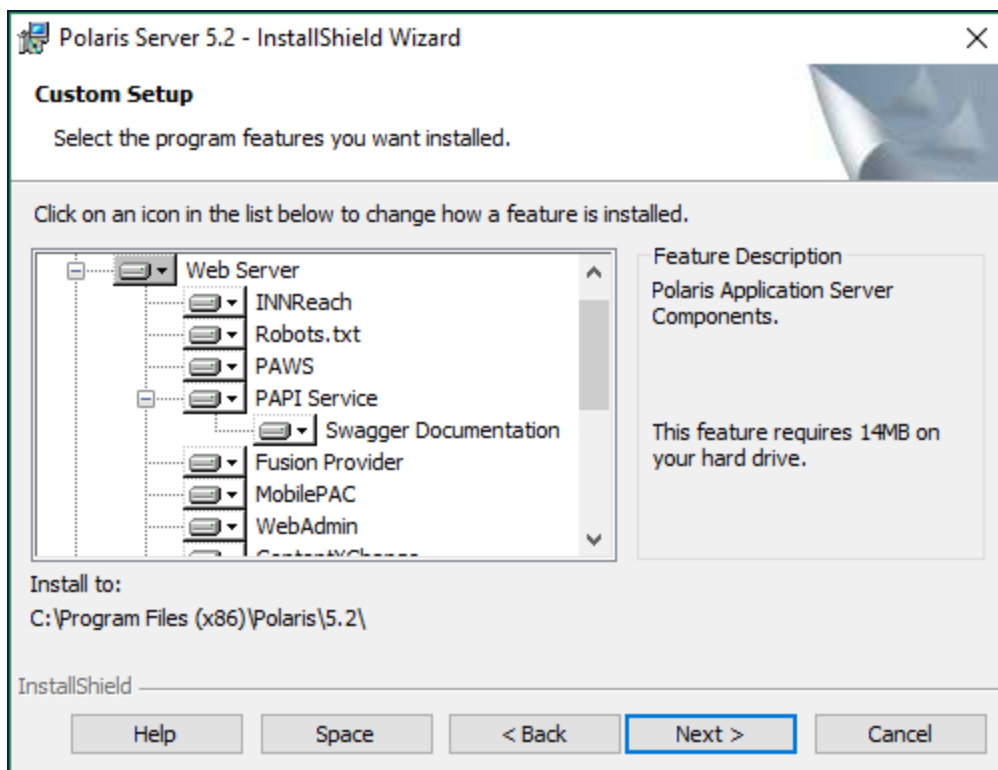 Polaris Server 5.2 - InstallShield Wizard
Custom Setup
Select the program features you want installed.
Click on an icon in the list below to change how a feature is installed.
Web Server
INNReach
Robots.txt
PAWS
PAPI Service
Swagger Documentation
Fusion Provider
MobilePAC
WebAdmin
ContentXChange
Feature Description
Polaris Application Server
Components.
This feature requires 14MB on
your hard drive.
Install to:
C:\Program Files (x86)\Polaris\5.2\
InstallShield
Help
Space
< Back
Next >
Cancel